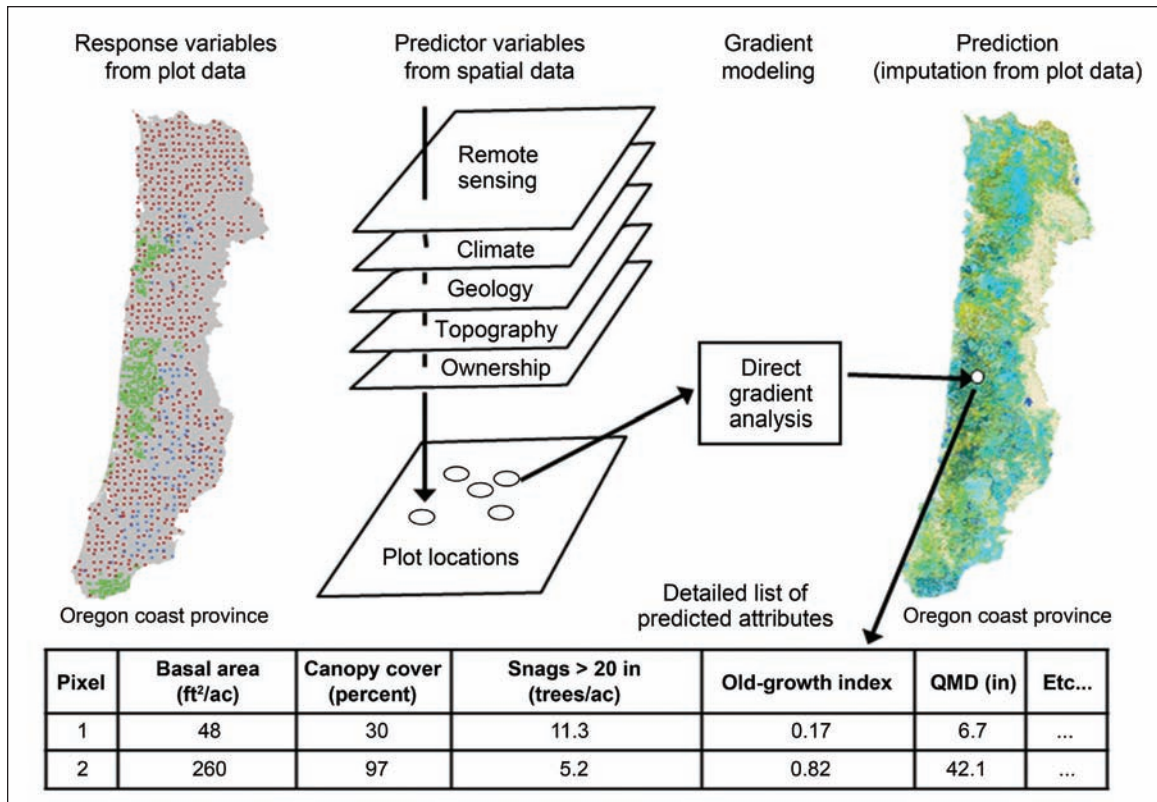 Response variables
from plot data
Predictor variables
from spatial data
Gradient
modeling
Prediction
(imputation from plot data)
Remote
sensing
Climate
Geology
Topography
Ownership
Direct
gradient
analysis
Plot locations
Oregon coast province
Detailed list of
predicted attributes
Oregon coast province
Pixel Basal area (ft²/ac) Canopy cover (percent) Snags > 20 in (trees/ac) Old-growth index QMD (in) Etc...
1 48 30 11.3 0.17 6.7 ...
2 260 97 5.2 0.82 42.1 ...